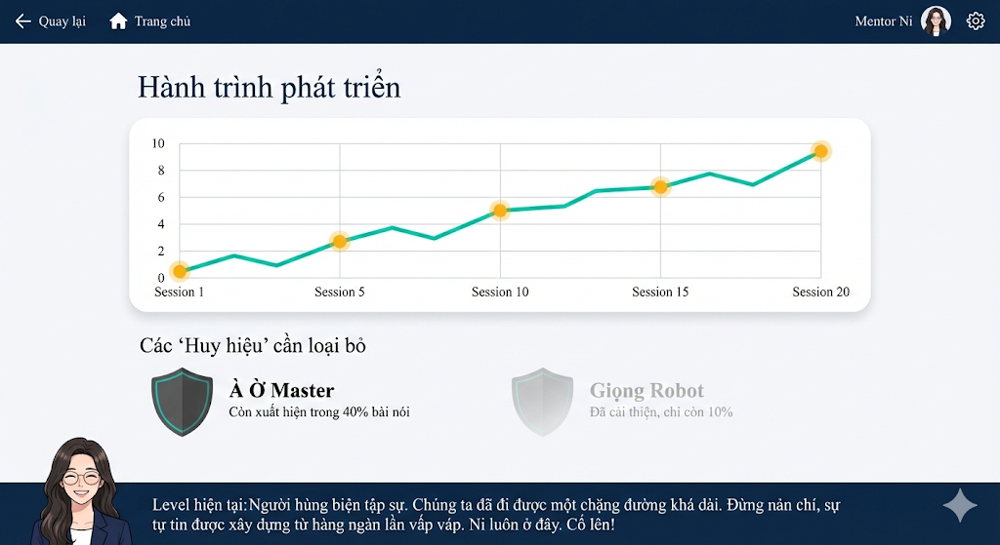 Quay lại
Trang chủ
Mentor Ni
Hành trình phát triển
10
8
6
4
2
0
Session 1
Session 5
Session 10
Session 15
Session 20
Các ‘Huy hiệu’ cần loại bỏ
À Ờ Master
Còn xuất hiện trong 40% bài nói
Giọng Robot
Đã cải thiện, chỉ còn 10%
Level hiện tại:Người hùng biện tập sự. Chúng ta đã đi được một chặng đường khá dài. Đừng nản chí, sự
tự tin được xây dựng từ hàng ngàn lần vấp váp. Ni luôn ở đây. Cố lên!